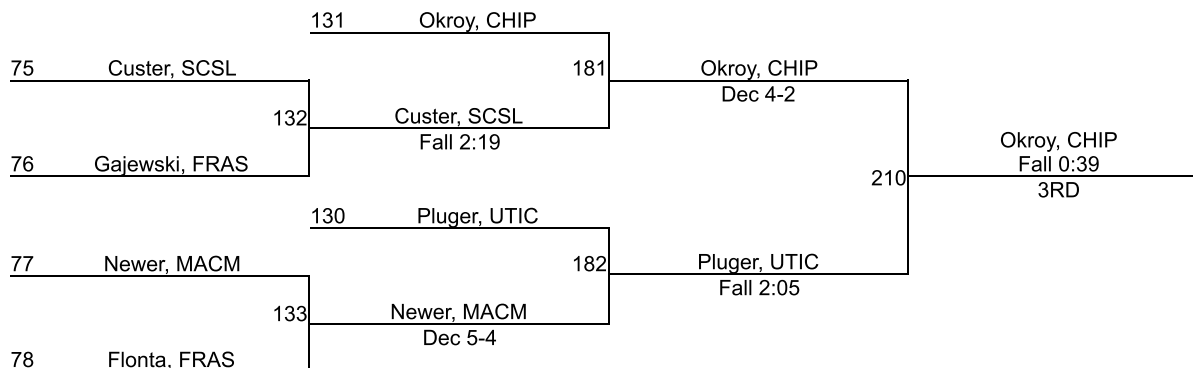 131 Okroy, CHIP
75 Custer, SCSL
181 Okroy, CHIP
Dec 4-2
132 Custer, SCSL
Fall 2:19
76 Gajewski, FRAS
Okroy, CHIP
Fall 0:39
210
3RD
130 Pluger, UTIC
77 Newer, MACM
182 Pluger, UTIC
Fall 2:05
133 Newer, MACM
Dec 5-4
78 Flonta, FRAS